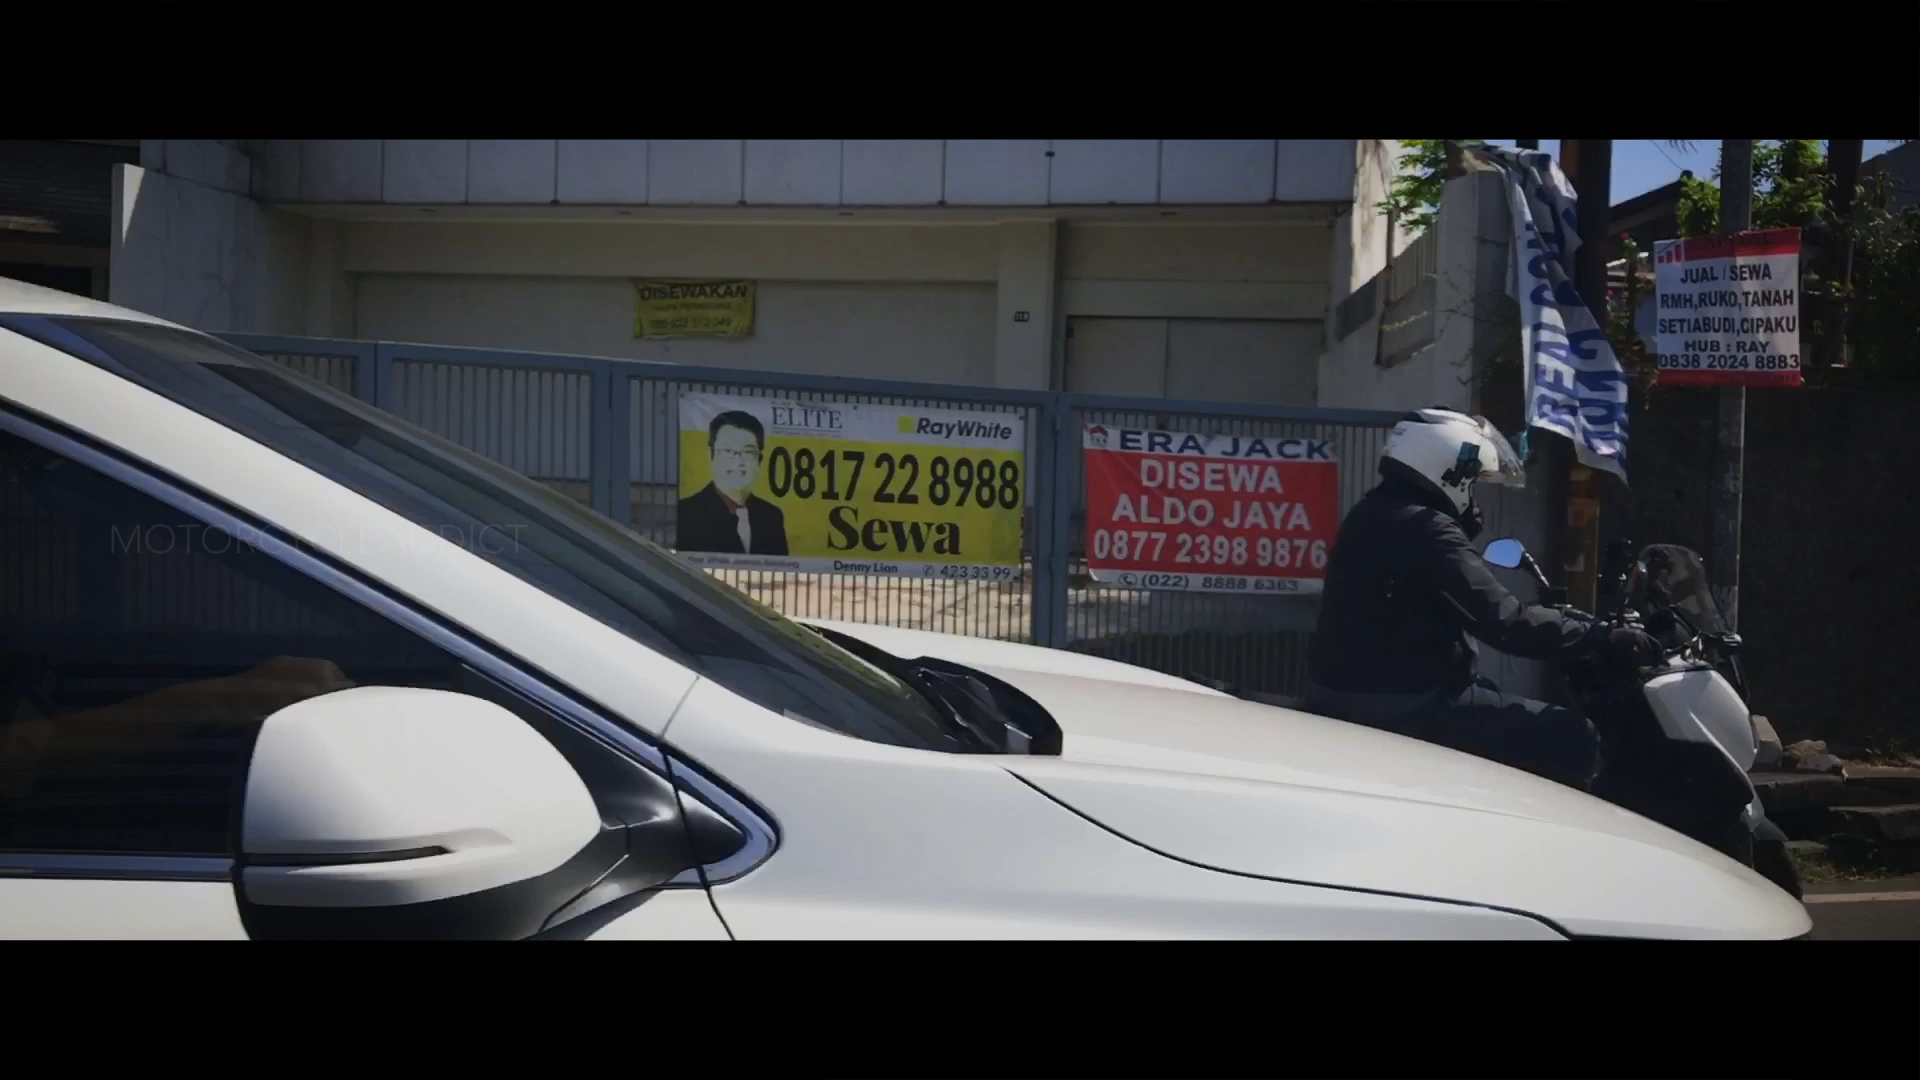 DISEWAKAN
ELITE
RayWhite
0817 22 8988
Sewa
Denny Lian
423 33 99
ERA JACK
DISEWA
ALDO JAYA
0877 2398 9876
(022) 8888 6363
JUAL / SEWA
RMH,RUKO,TANAH
SETIABUDI,CIPAKU
HUB : RAY
0838 2024 8883
MOTORCYCLEADDICT